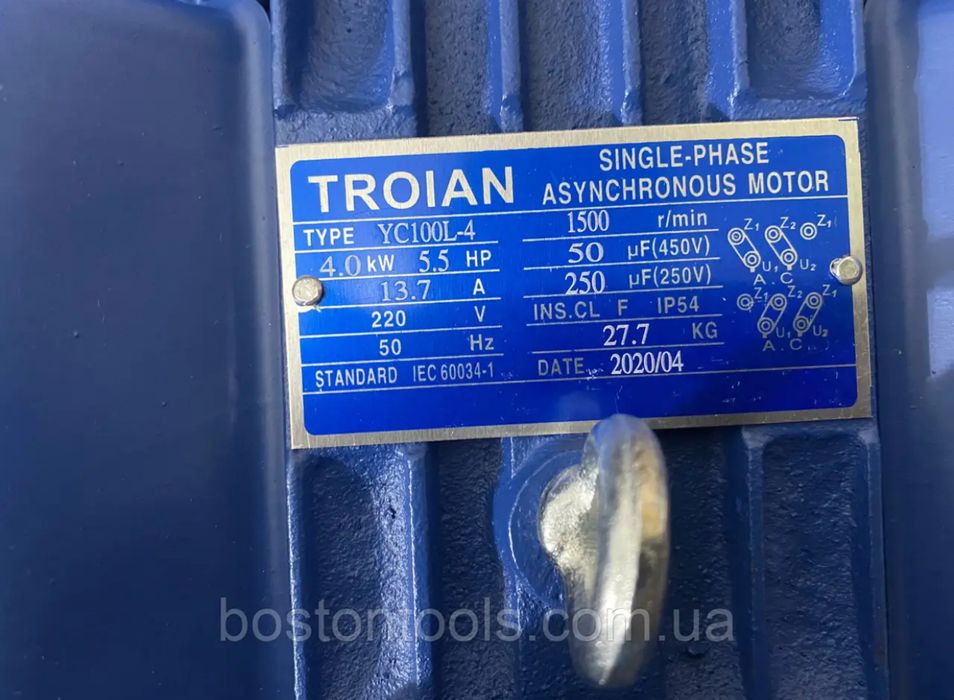 TROIAN
SINGLE-PHASE
ASYNCHRONOUS MOTOR
TYPE YC100L-4
1500 r/min
4.0 kW 5.5 HP
50 µF(450V)
13.7 A
250 µF(250V)
220 V
INS.CL F IP54
50 Hz
27.7 KG
STANDARD IEC 60034-1
DATE 2020/04
Z1 Z2 Z1
U1 U2
A. C.
Z1 Z2 Z1
U1 U2
A. C.
bostontools.com.ua